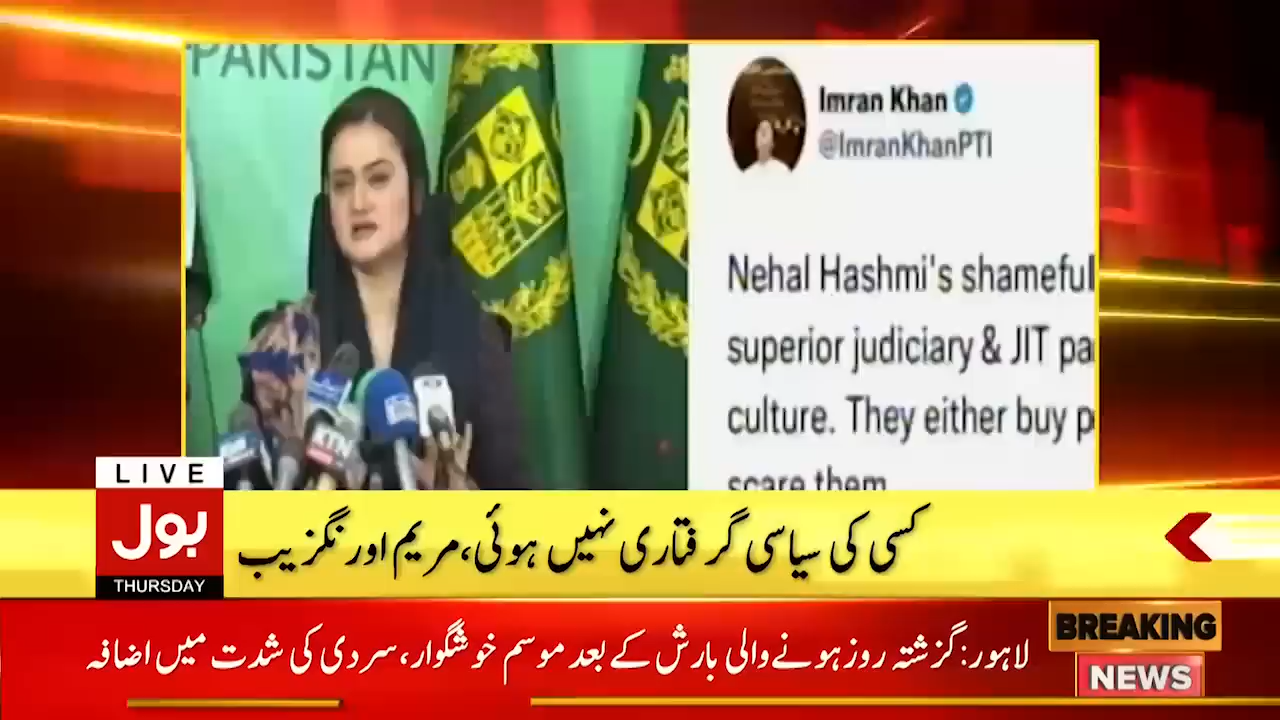 PAKISTAN
Imran Khan
@ImranKhanPTI
Nehal Hashmi's shameful
superior judiciary & JIT pa
culture. They either buy p
scare them
LIVE
بول
THURSDAY
کسی کی سیاسی گرفتاری نہیں ہوئی، مریم اورنگزیب
لاہور: گزشتہ روز ہونے والی بارش کے بعد موسم خوشگوار، سردی کی شدت میں اضافہ
BREAKING
NEWS